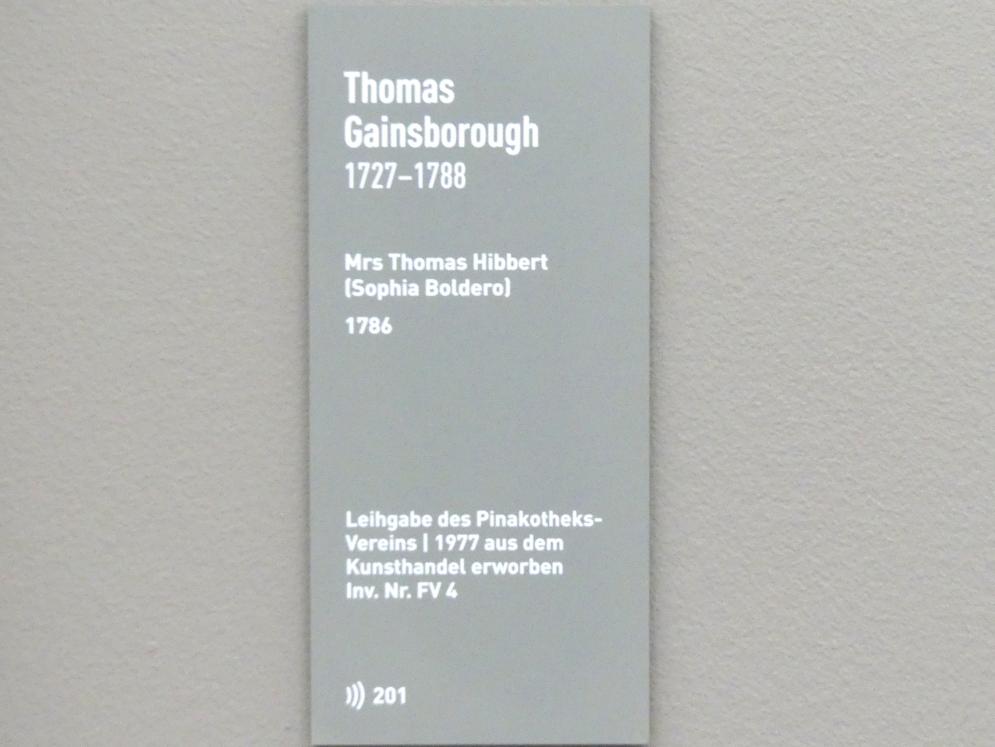 Thomas
Gainsborough
1727–1788
Mrs Thomas Hibbert
(Sophia Boldero)
1786
Leihgabe des Pinakotheks-
Vereins | 1977 aus dem
Kunsthandel erworben
Inv. Nr. FV 4
201